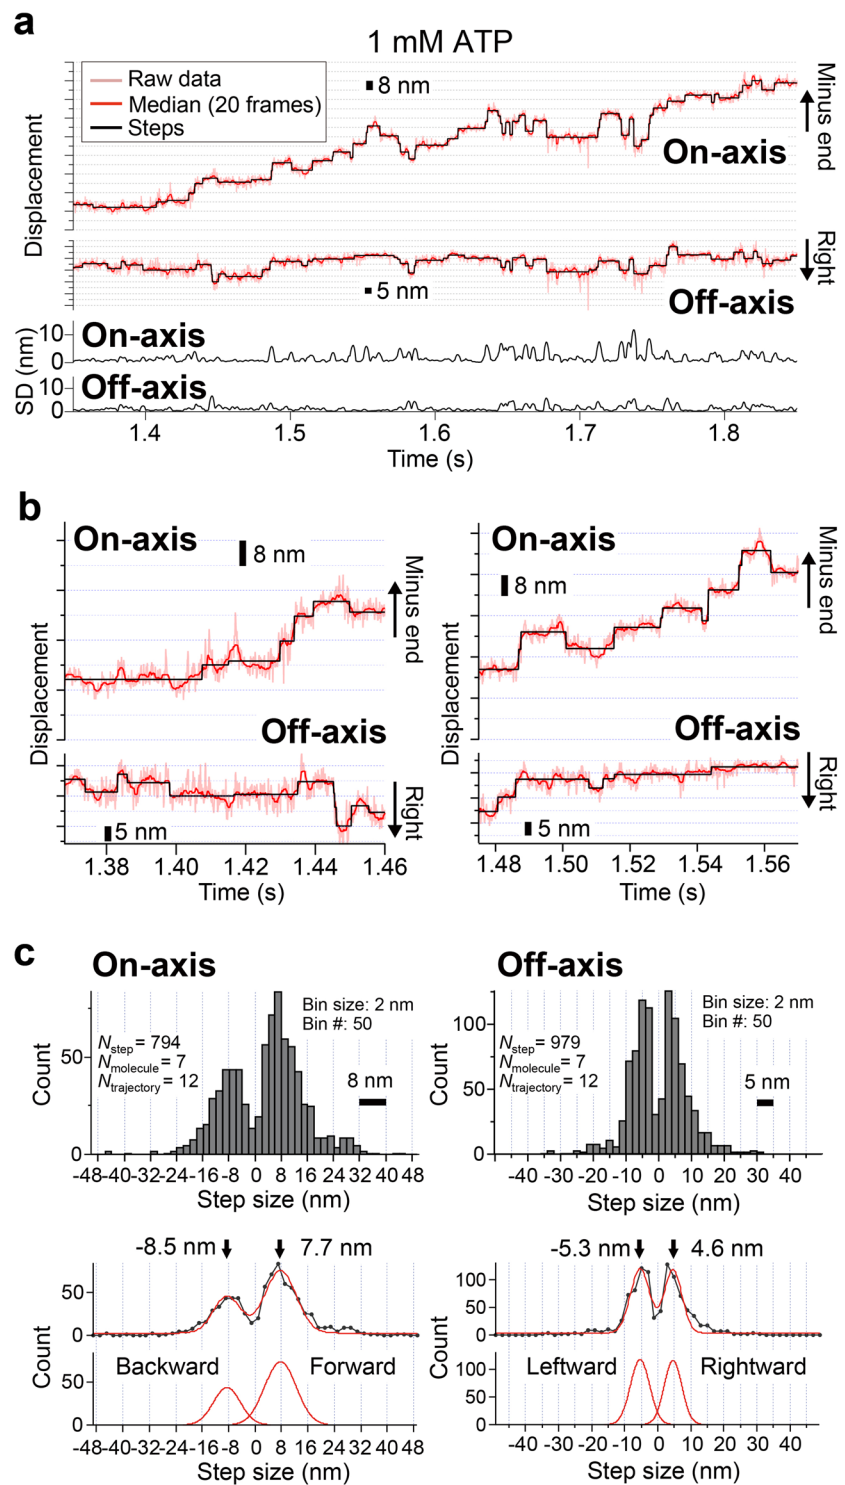 a
1 mM ATP
Raw data
Median (20 frames)
Steps
8 nm
Displacement
Minus end
On-axis
Right
5 nm
Off-axis
SD (nm)
10
0
On-axis
10
0
Off-axis
1.4 1.5 1.6 1.7 1.8
Time (s)
b
On-axis
8 nm
Minus end
Displacement
Off-axis
Right
5 nm
1.38 1.40 1.42 1.44 1.46
Time (s)
On-axis
8 nm
Minus end
Displacement
Off-axis
Right
5 nm
1.48 1.50 1.52 1.54 1.56
Time (s)
c
On-axis
Bin size: 2 nm
Bin #: 50
Nstep = 794
Nmolecule = 7
Ntrajectory = 12
8 nm
Count
50
0
-48 -40 -32 -24 -16 -8 0 8 16 24 32 40 48
Step size (nm)
Off-axis
Bin size: 2 nm
Bin #: 50
Nstep = 979
Nmolecule = 7
Ntrajectory = 12
5 nm
Count
100
50
0
-40 -30 -20 -10 0 10 20 30 40
Step size (nm)
-8.5 nm 7.7 nm
Count
50
0
Backward Forward
Count
50
0
-48 -40 -32 -24 -16 -8 0 8 16 24 32 40 48
Step size (nm)
-5.3 nm 4.6 nm
Count
100
50
0
Leftward Rightward
Count
100
50
0
-40 -30 -20 -10 0 10 20 30 40
Step size (nm)